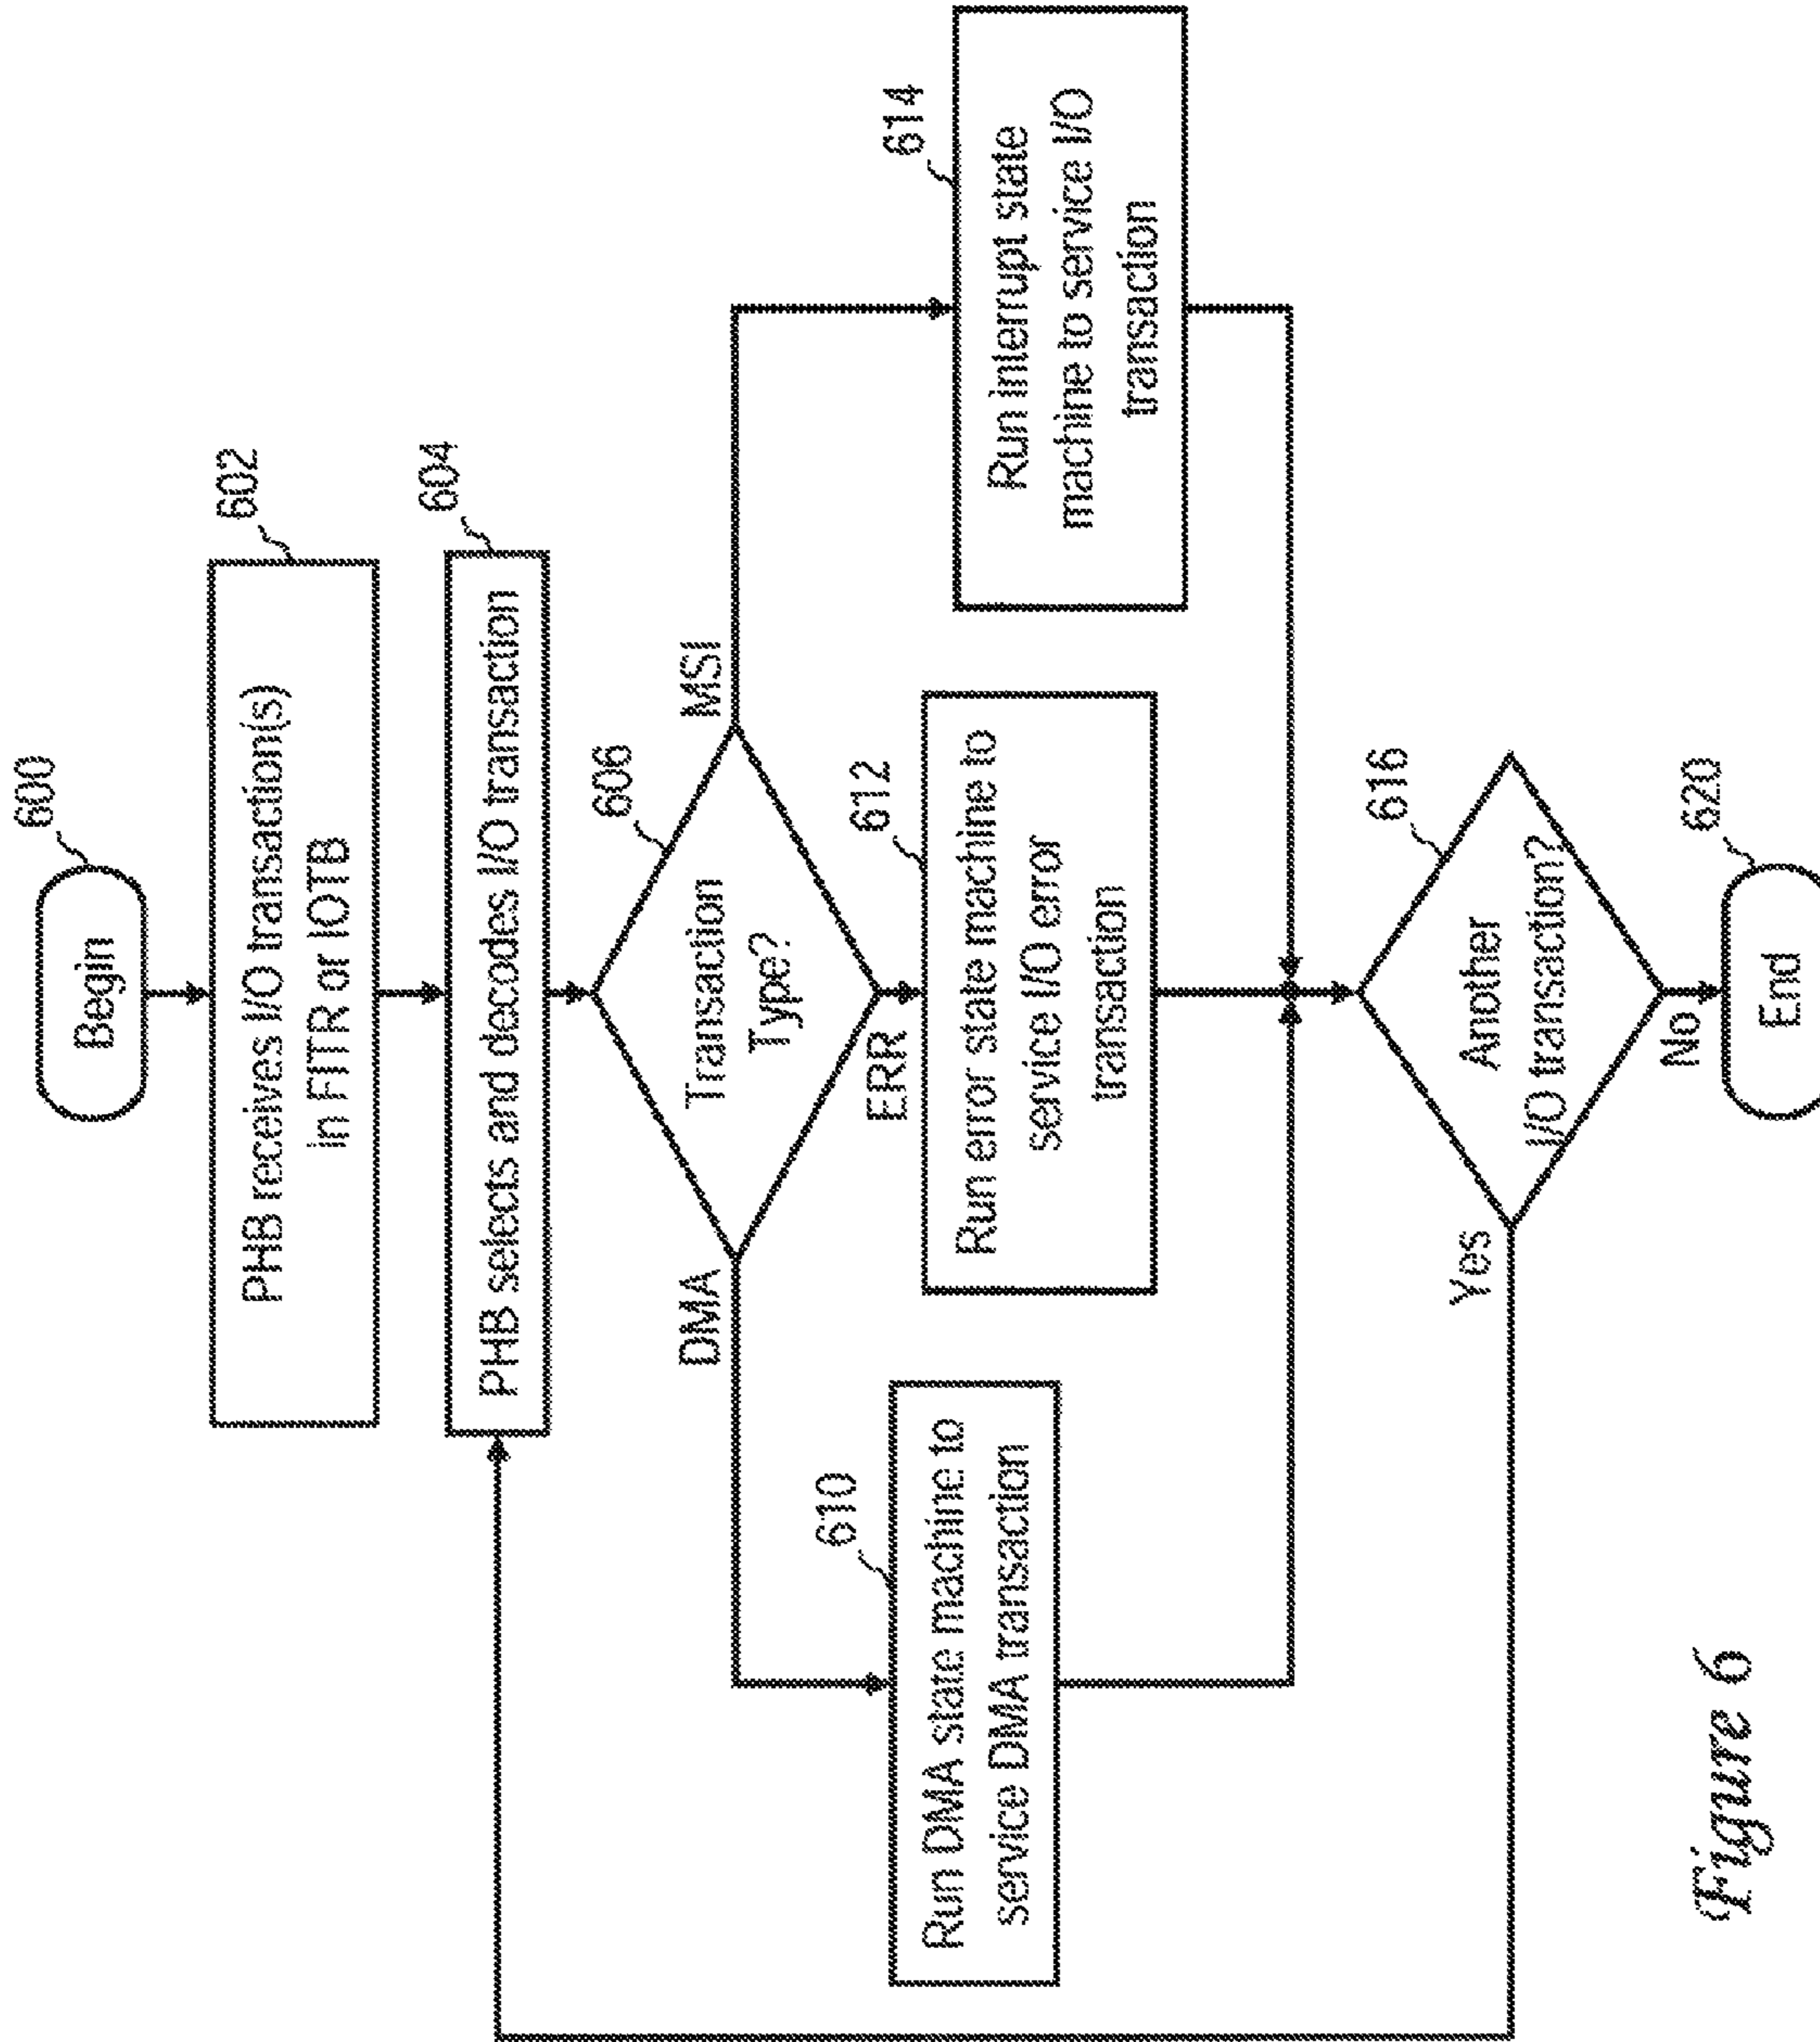 600
Begin
602
PHB receives I/O transaction(s)
in FITR or IOTB
604
PHB selects and decodes I/O transaction
606
Transaction
Type?
DMA
MSI
ERR
610
Run DMA state machine to
service DMA transaction
612
Run error state machine to
service I/O error
transaction
614
Run interrupt state
machine to service I/O
transaction
616
Another
I/O transaction?
Yes
No
620
End
Figure 6